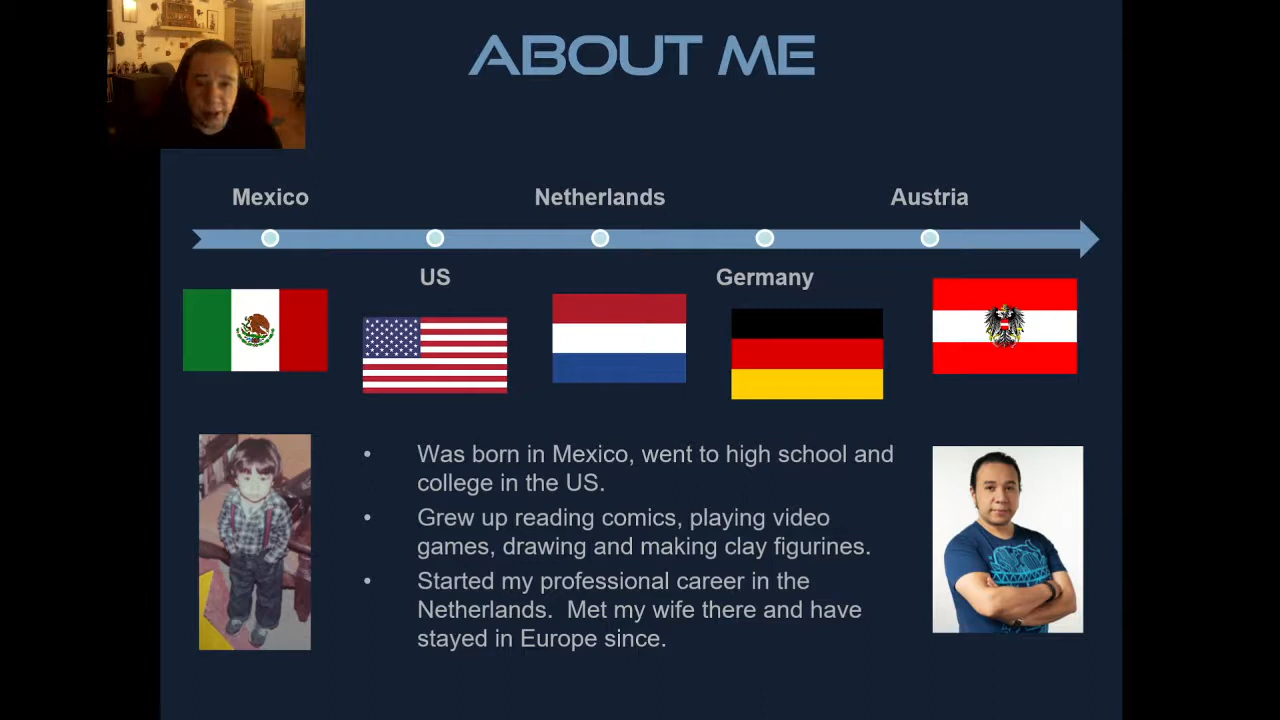 ABOUT ME
Mexico
Netherlands
Austria
US
Germany
• Was born in Mexico, went to high school and
college in the US.
• Grew up reading comics, playing video
games, drawing and making clay figurines.
• Started my professional career in the
Netherlands.  Met my wife there and have
stayed in Europe since.